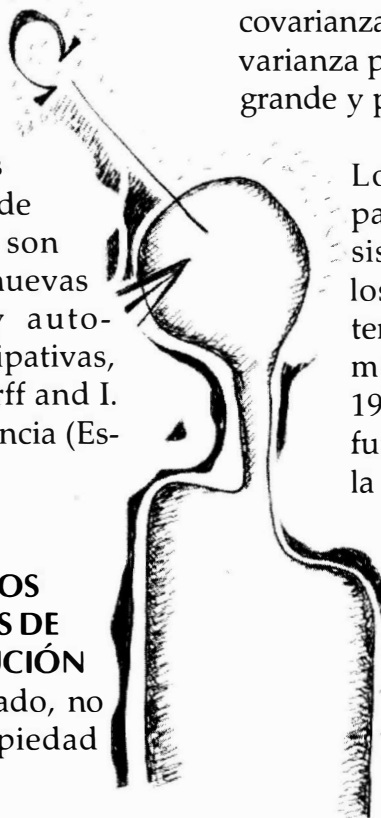 s
de
son
nuevas
y auto-
ipativas,
rff and I.
ncia (Es-
OS
S DE
UCIÓN
ado, no
piedad
covarianza
varianza p
grande y p
Lo
pa
sis
los
ter
m
19
fu
la